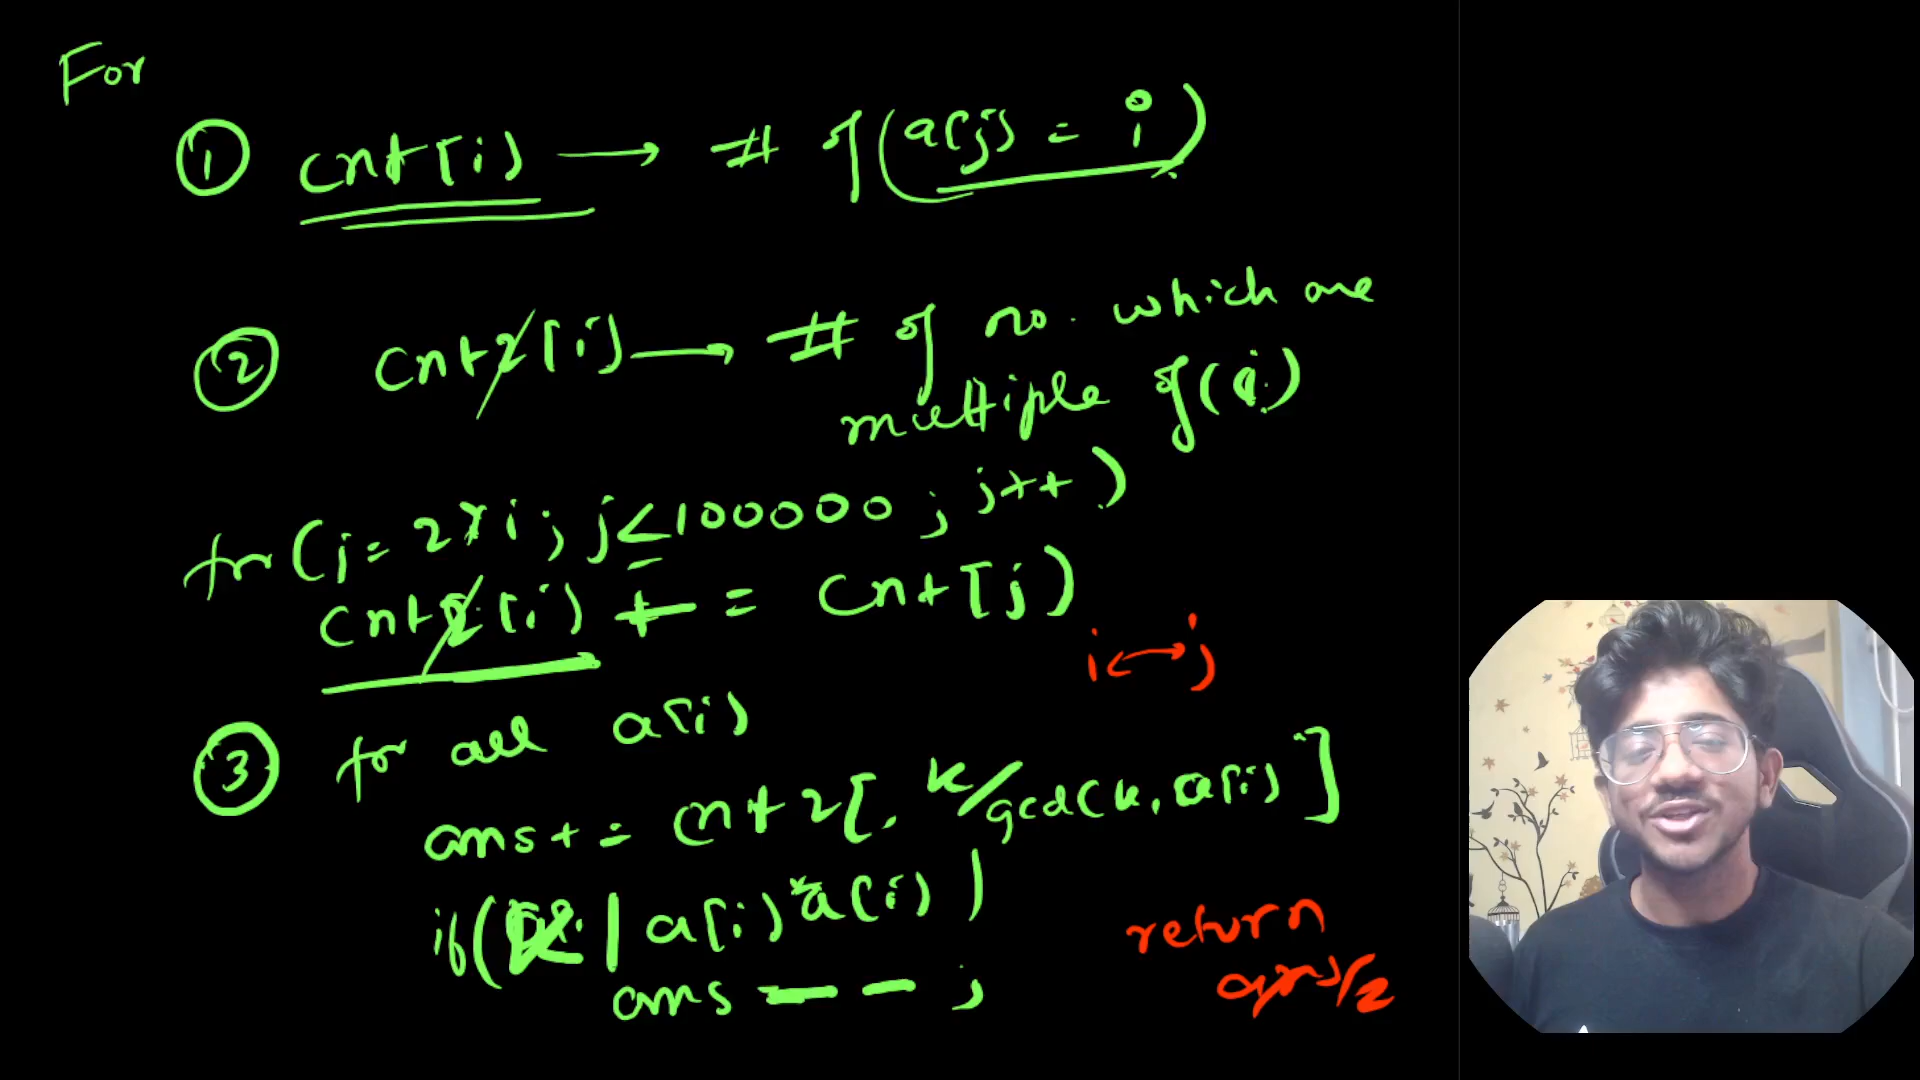 For
① cnt[i] → # of (a[j] = i)
② cnt2[i] → # of no. which are
multiple of (i)
for (j = 2*i ; j ≤ 100000 ; j++)
cnt2[i] += cnt[j]
i ↔ j
③ for all a[i]
ans += cnt2[ k/gcd(k, a[i]) ]
if (k | a[i]*a[i])
ans -- ;
return
ans/2